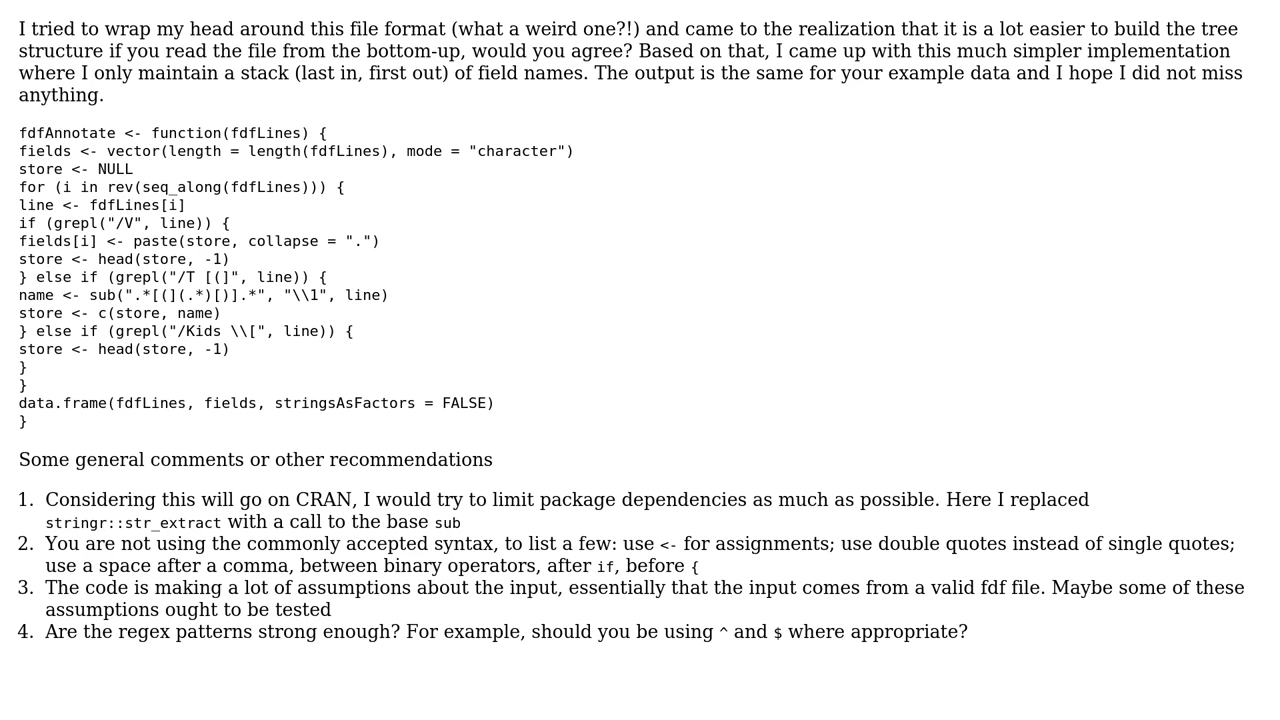 I tried to wrap my head around this file format (what a weird one?!) and came to the realization that it is a lot easier to build the tree
structure if you read the file from the bottom-up, would you agree? Based on that, I came up with this much simpler implementation
where I only maintain a stack (last in, first out) of field names. The output is the same for your example data and I hope I did not miss
anything.
fdfAnnotate <- function(fdfLines) {
fields <- vector(length = length(fdfLines), mode = "character")
store <- NULL
for (i in rev(seq_along(fdfLines))) {
line <- fdfLines[i]
if (grepl("/V", line)) {
fields[i] <- paste(store, collapse = ".")
store <- head(store, -1)
} else if (grepl("/T [(]", line)) {
name <- sub(".*[(](.*)[)].*", "\\1", line)
store <- c(store, name)
} else if (grepl("/Kids \\[", line)) {
store <- head(store, -1)
}
}
data.frame(fdfLines, fields, stringsAsFactors = FALSE)
}
Some general comments or other recommendations
1. Considering this will go on CRAN, I would try to limit package dependencies as much as possible. Here I replaced
stringr::str_extract with a call to the base sub
2. You are not using the commonly accepted syntax, to list a few: use <- for assignments; use double quotes instead of single quotes;
use a space after a comma, between binary operators, after if, before {
3. The code is making a lot of assumptions about the input, essentially that the input comes from a valid fdf file. Maybe some of these
assumptions ought to be tested
4. Are the regex patterns strong enough? For example, should you be using ^ and $ where appropriate?